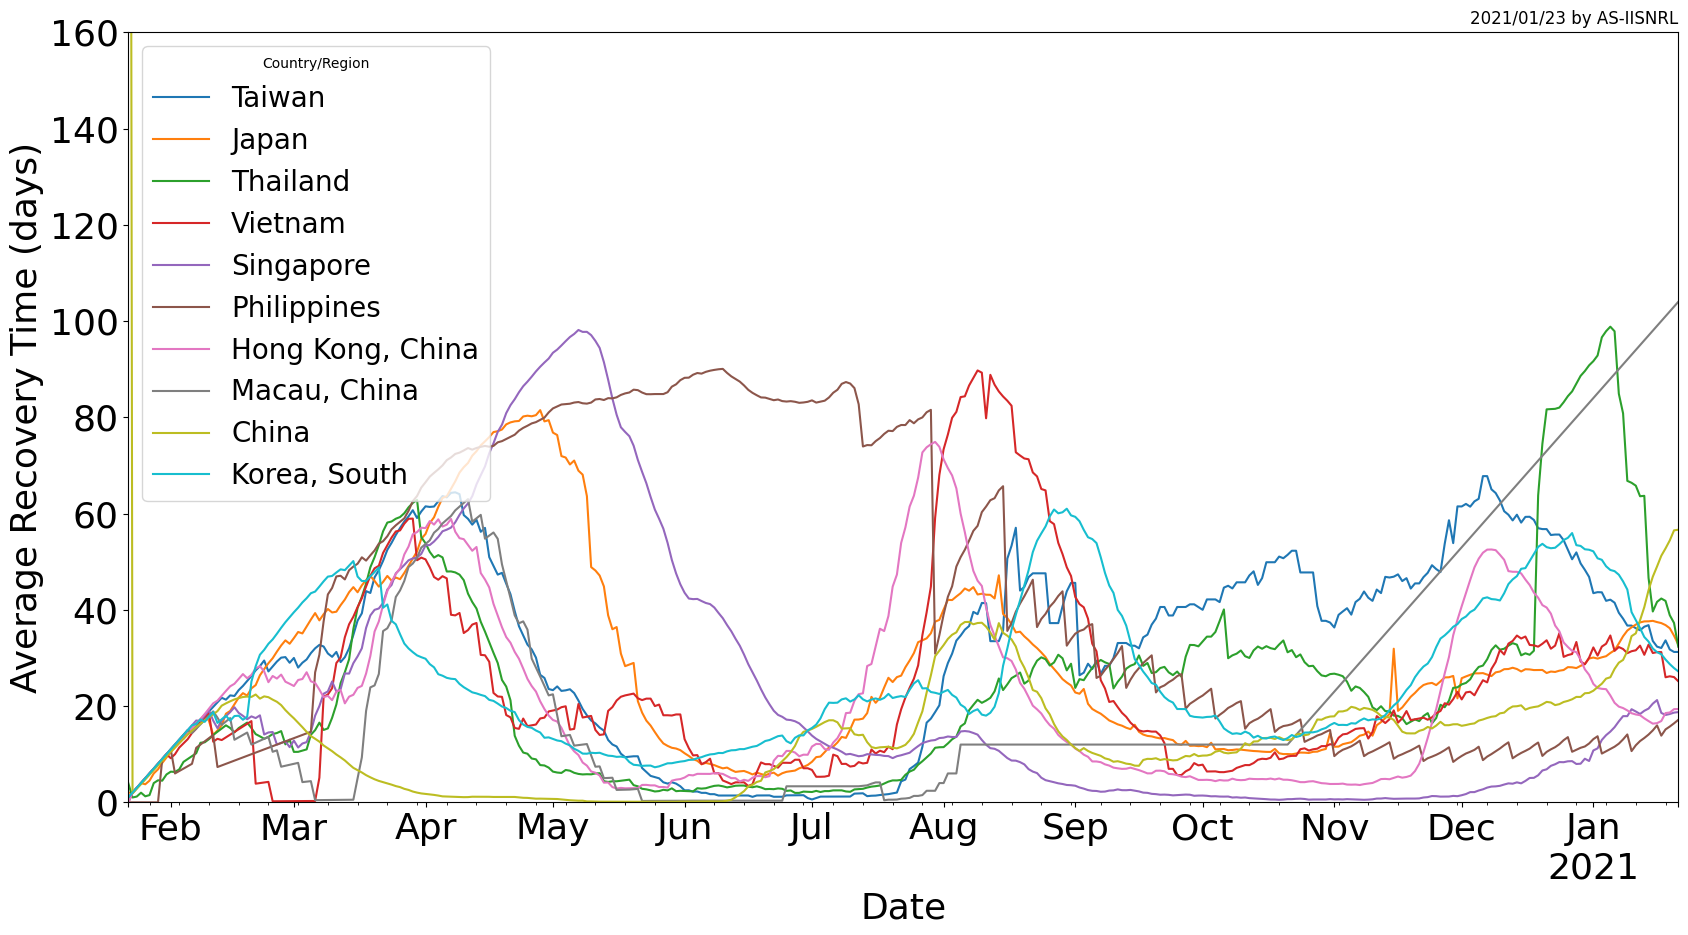 2021/01/23 by AS-IISNRL
Average Recovery Time (days)
160
140
120
100
80
60
40
20
0
Country/Region
Taiwan
Japan
Thailand
Vietnam
Singapore
Philippines
Hong Kong, China
Macau, China
China
Korea, South
Feb Mar Apr May Jun Jul Aug Sep Oct Nov Dec Jan
2021
Date